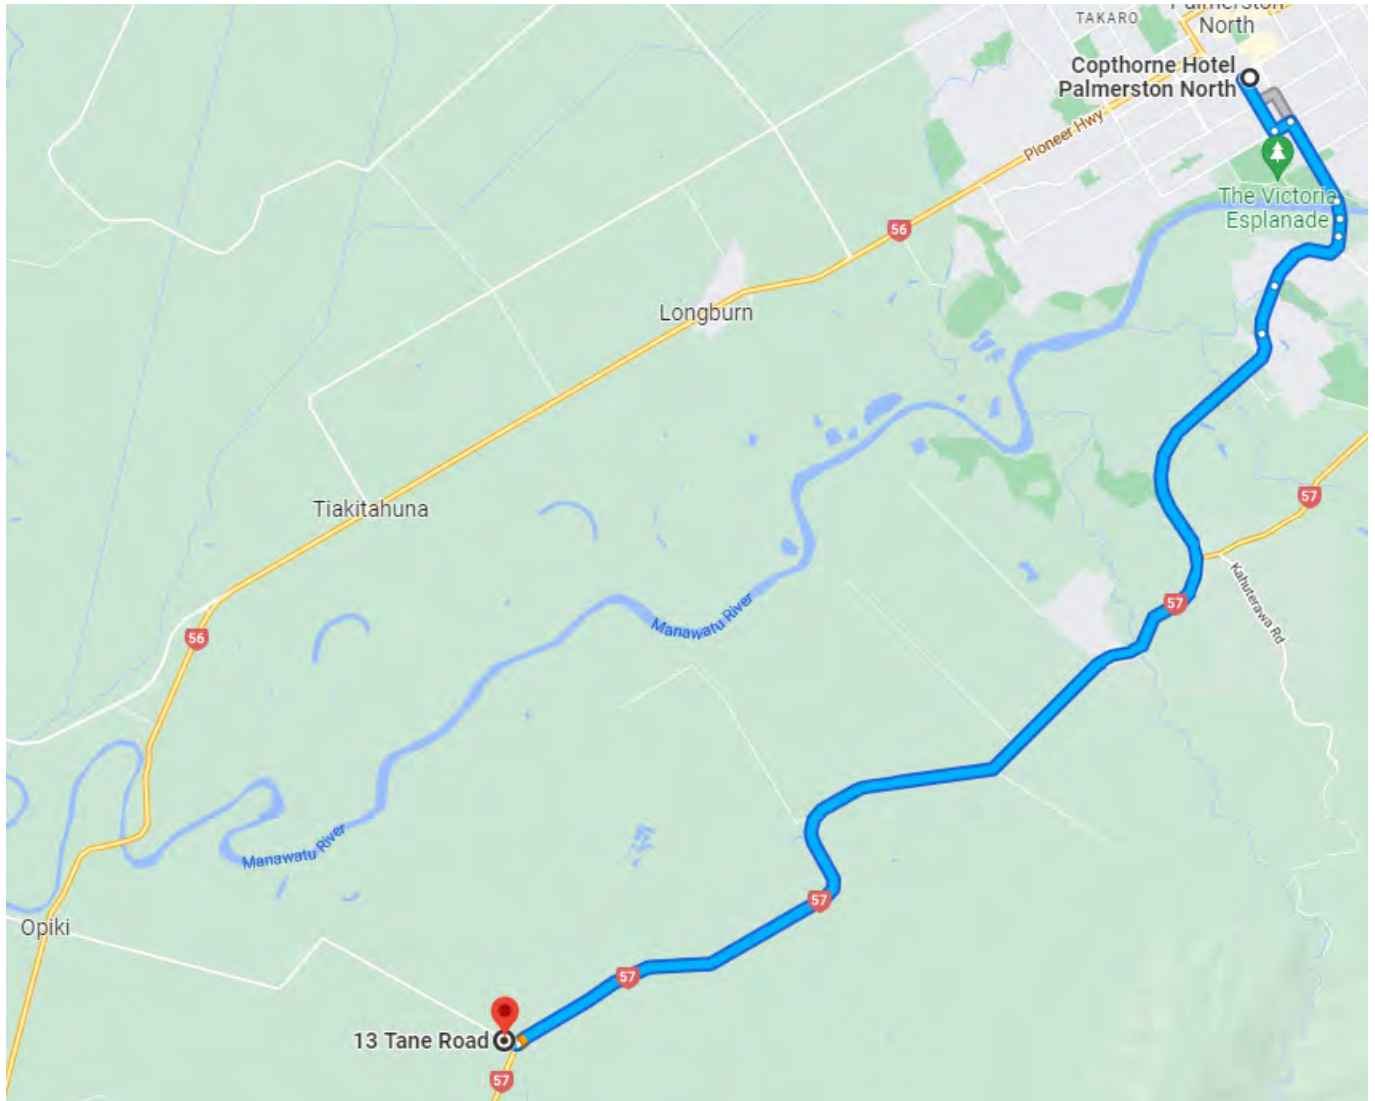 TAKARO
Palmerston
North
Copthorne Hotel
Palmerston North
Pioneer Hwy
The Victoria
Esplanade
56
Longburn
57
Tiakitahuna
Kahuterawa Rd
57
Manawatu River
56
Manawatu River
57
Opiki
57
13 Tane Road
57